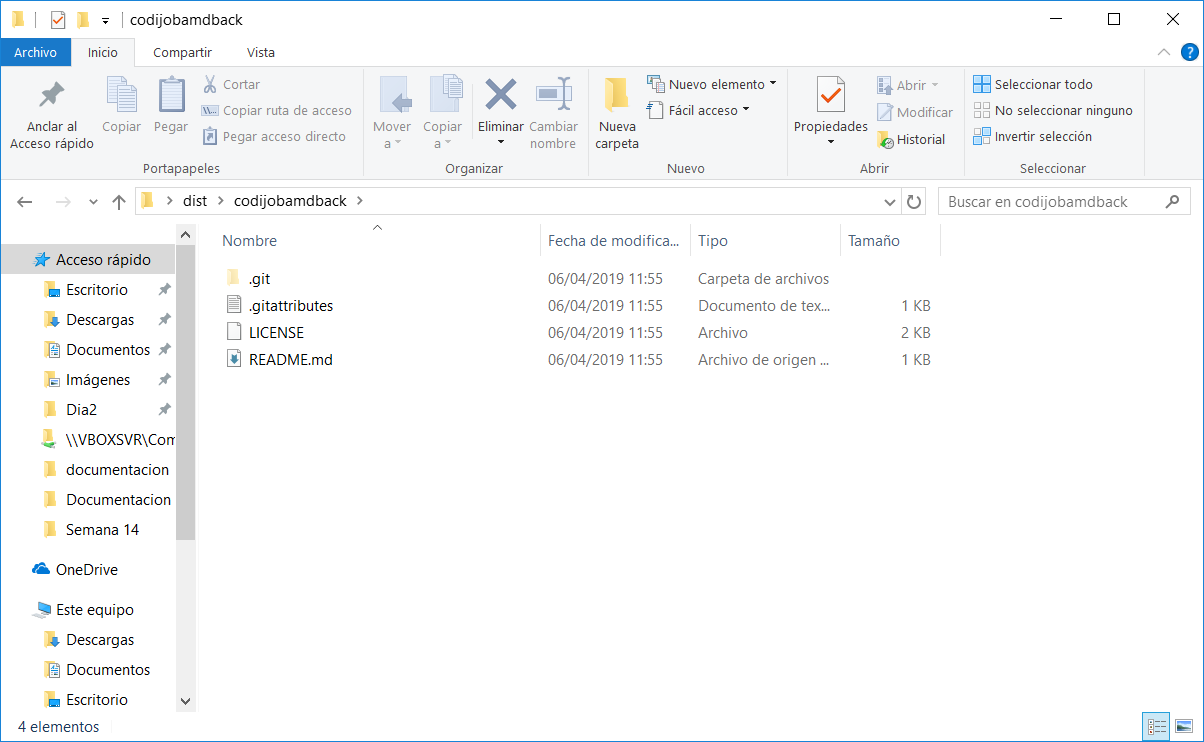 codijobamdback
Archivo Inicio Compartir Vista
Anclar al
Acceso rápido
Copiar
Pegar
Cortar
Copiar ruta de acceso
Pegar acceso directo
Portapapeles
Mover
a
Copiar
a
Eliminar
Cambiar
nombre
Organizar
Nueva
carpeta
Nuevo elemento
Fácil acceso
Nuevo
Propiedades
Abrir
Modificar
Historial
Abrir
Seleccionar todo
No seleccionar ninguno
Invertir selección
Seleccionar
dist > codijobamdback >
Buscar en codijobamdback
Acceso rápido
Escritorio
Descargas
Documentos
Imágenes
Dia2
\\VBOXSVR\Com
documentacion
Documentacion
Semana 14
OneDrive
Este equipo
Descargas
Documentos
Escritorio
Nombre Fecha de modifica... Tipo Tamaño
.git 06/04/2019 11:55 Carpeta de archivos
.gitattributes 06/04/2019 11:55 Documento de tex... 1 KB
LICENSE 06/04/2019 11:55 Archivo 2 KB
README.md 06/04/2019 11:55 Archivo de origen ... 1 KB
4 elementos